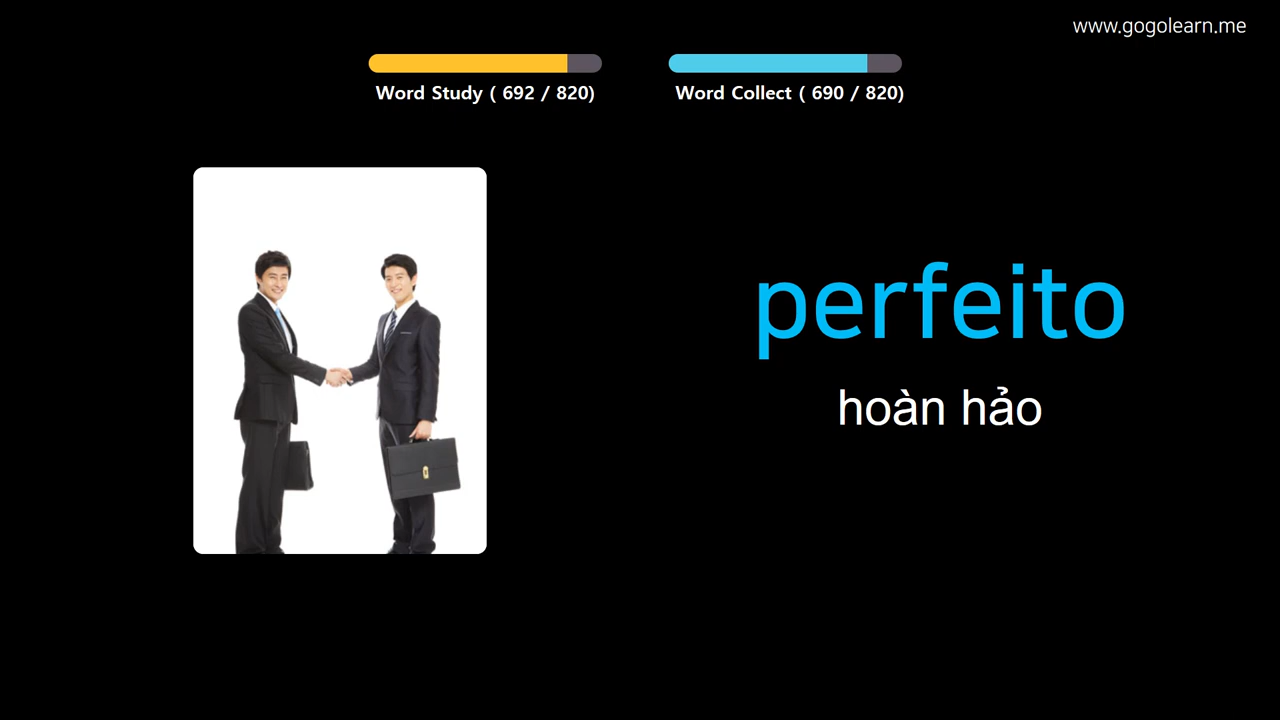 www.gogolearn.me
Word Study ( 692 / 820)
Word Collect ( 690 / 820)
perfeito
hoàn hảo